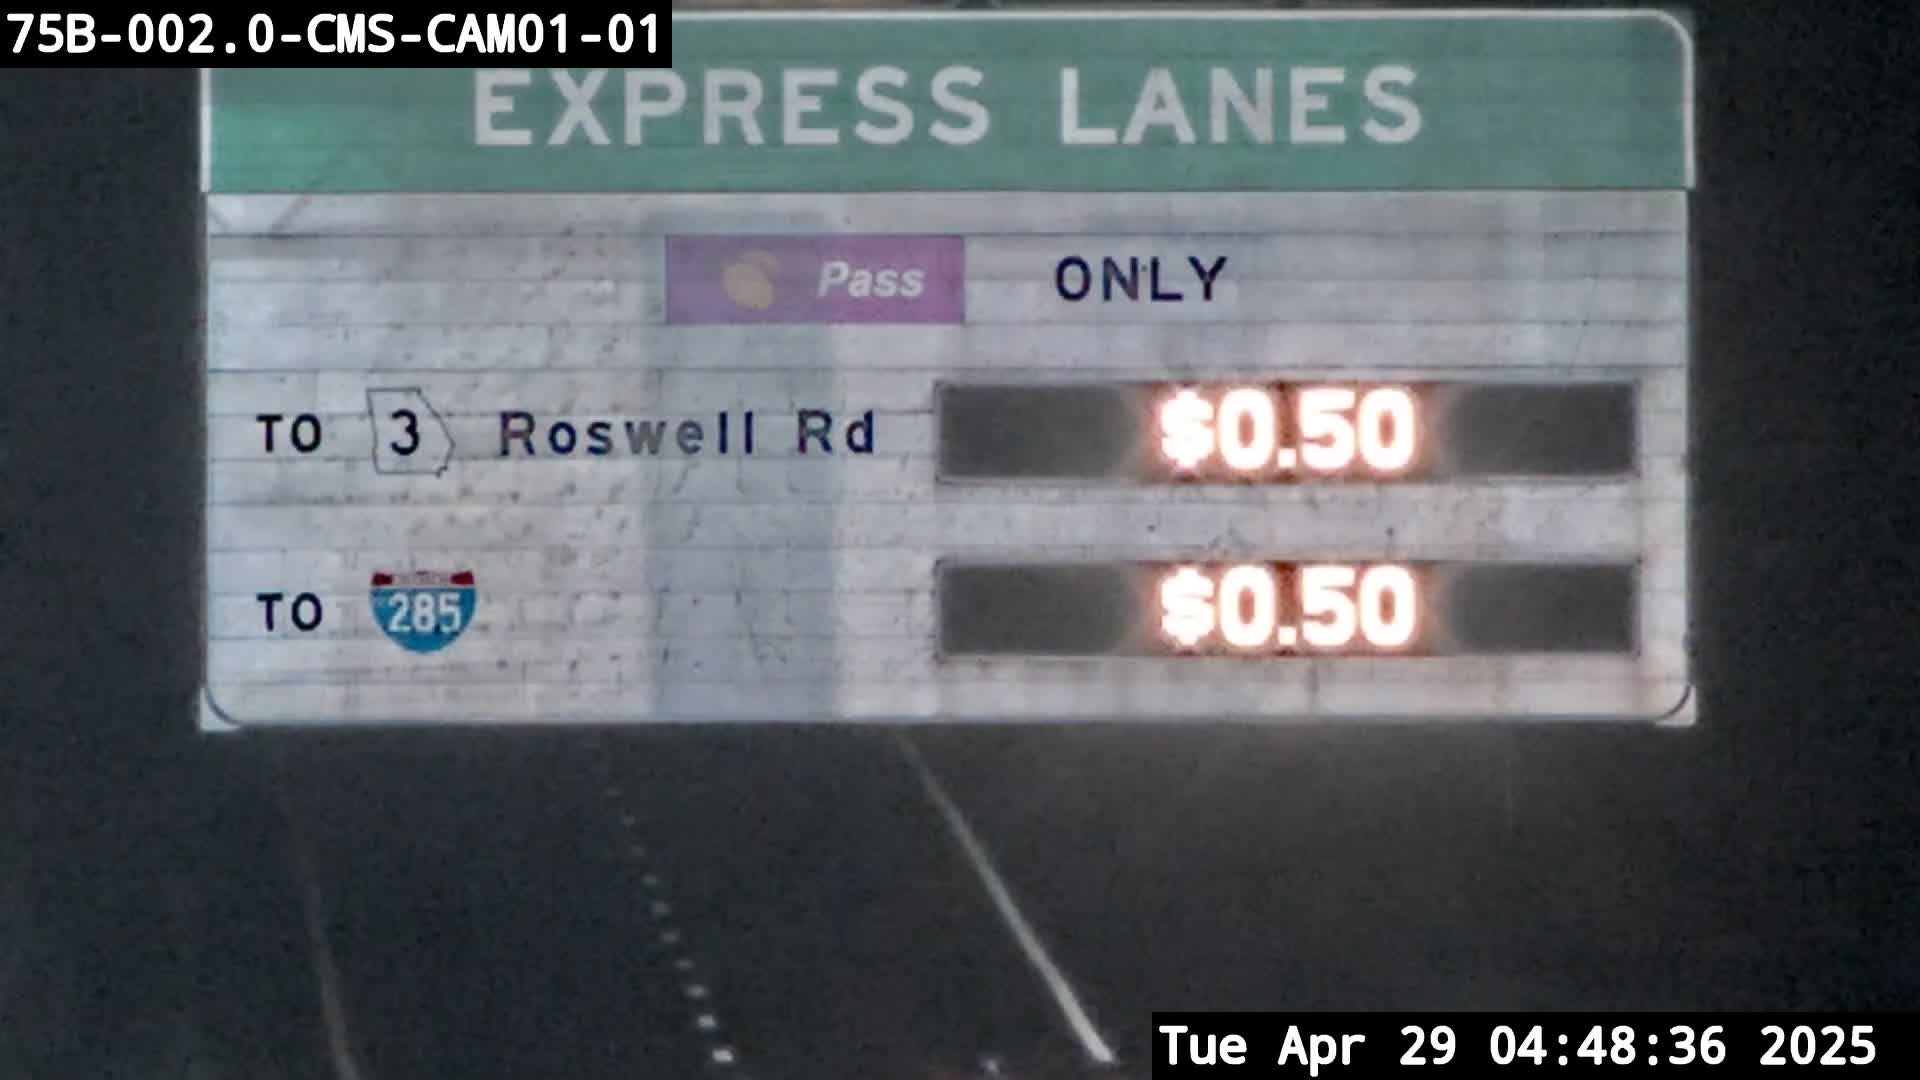 75B-002.0-CMS-CAM01-01
EXPRESS LANES
Pass ONLY
TO 3 Roswell Rd $0.50
TO 285 $0.50
Tue Apr 29 04:48:36 2025